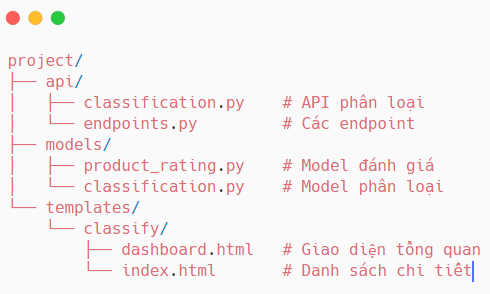 project/
├── api/
│   ├── classification.py    # API phân loại
│   └── endpoints.py         # Các endpoint
├── models/
│   ├── product_rating.py    # Model đánh giá
│   └── classification.py    # Model phân loại
└── templates/
    └── classify/
        ├── dashboard.html   # Giao diện tổng quan
        └── index.html       # Danh sách chi tiết